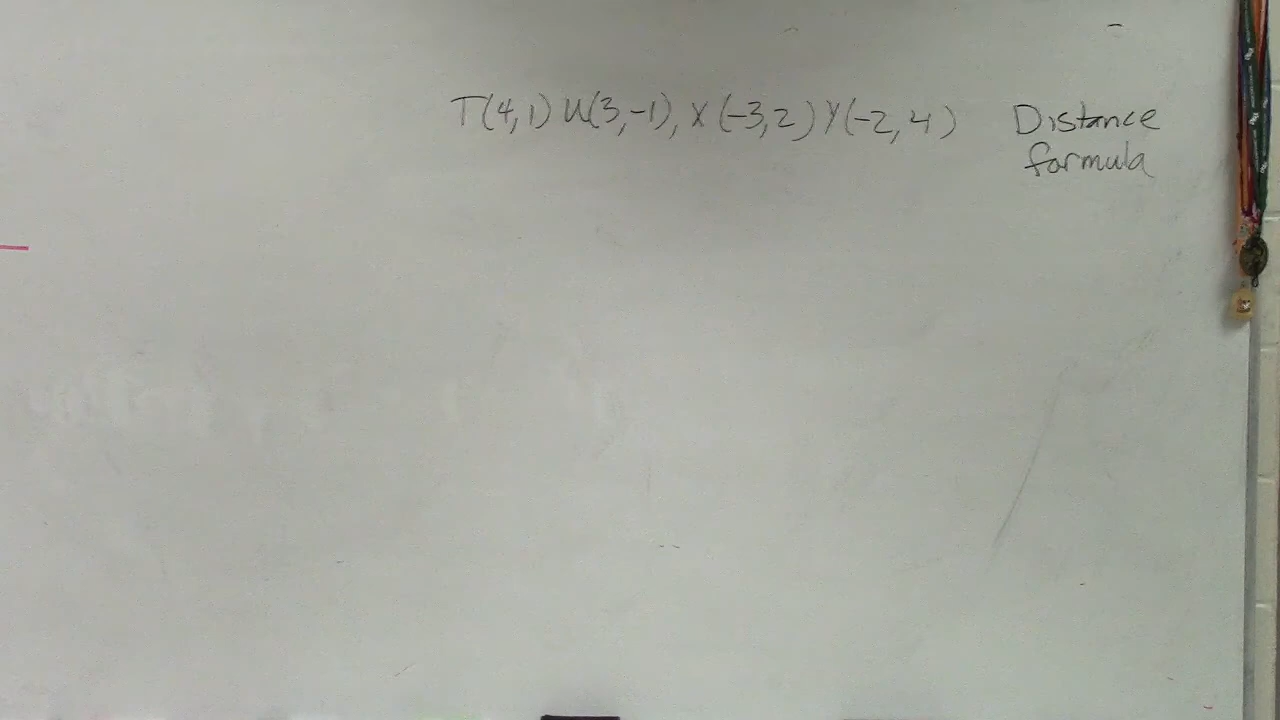 T(4,1) U(3,-1), X(-3,2) Y(-2,4) Distance
formula